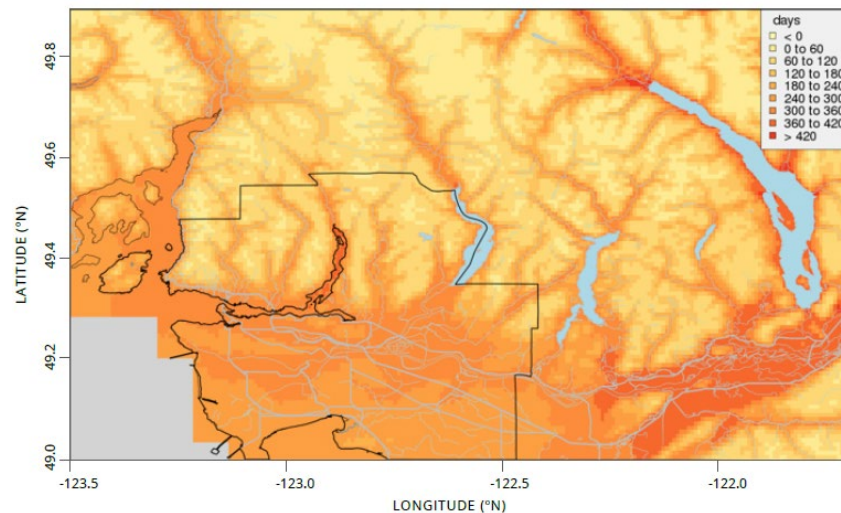 days
< 0
0 to 60
60 to 120
120 to 180
180 to 240
240 to 300
300 to 360
360 to 420
> 420
49.8
49.6
49.4
49.2
49.0
LATITUDE (ºN)
-123.5
-123.0
-122.5
-122.0
LONGITUDE (ºN)